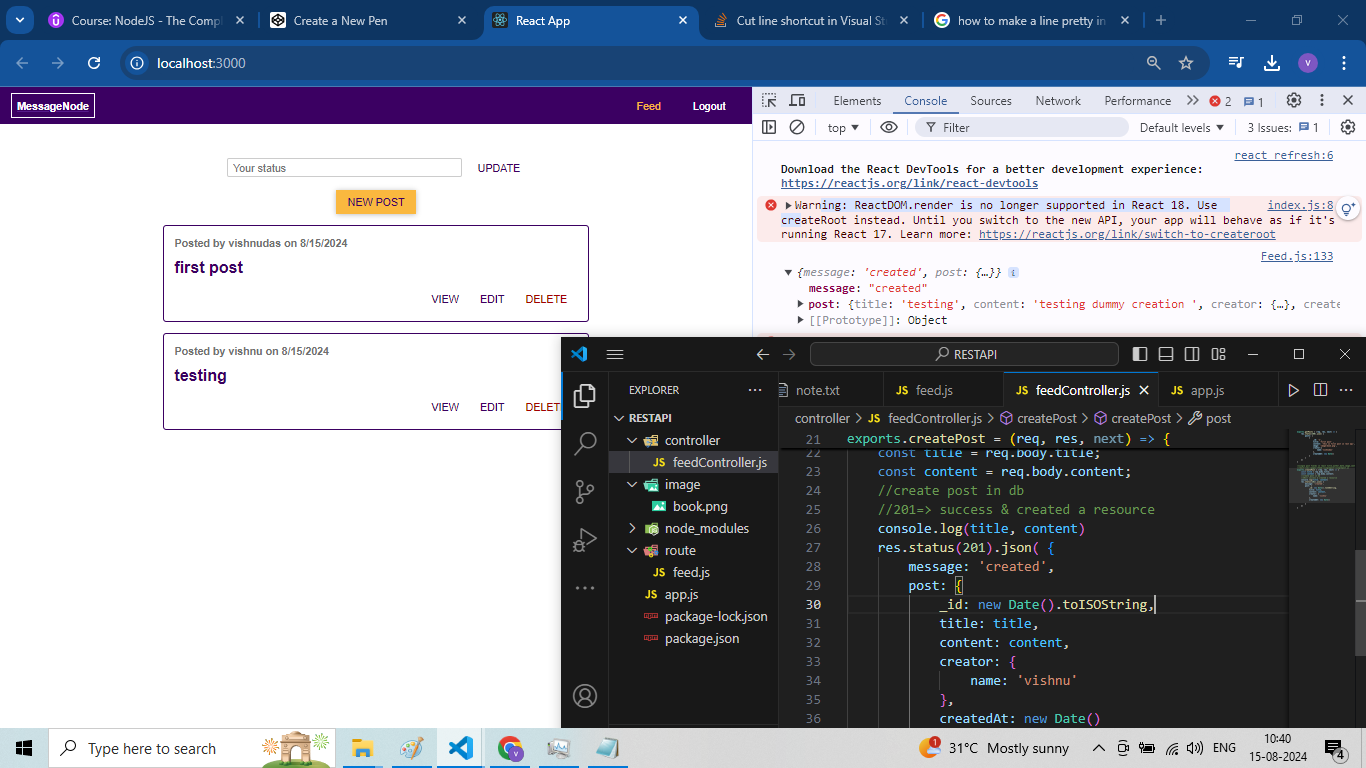 Course: NodeJS - The Compl
Create a New Pen
React App
Cut line shortcut in Visual St
how to make a line pretty in
localhost:3000
v
MessageNode
Feed
Logout
Your status
UPDATE
NEW POST
Posted by vishnudas on 8/15/2024
first post
VIEW
EDIT
DELETE
Posted by vishnu on 8/15/2024
testing
VIEW
EDIT
DELET
Elements
Console
Sources
Network
Performance
2
1
top
Filter
Default levels
3 Issues:
1
react refresh:6
Download the React DevTools for a better development experience:
https://reactjs.org/link/react-devtools
Warning: ReactDOM.render is no longer supported in React 18. Use
index.js:8
createRoot instead. Until you switch to the new API, your app will behave as if it's
running React 17. Learn more: https://reactjs.org/link/switch-to-createroot
Feed.js:133
{message: 'created', post: {…}}
message: "created"
post: {title: 'testing', content: 'testing dummy creation ', creator: {…}, create
[[Prototype]]: Object
RESTAPI
EXPLORER
note.txt
JS feed.js
JS feedController.js
JS app.js
RESTAPI
controller
JS feedController.js
image
book.png
node_modules
route
JS feed.js
JS app.js
package-lock.json
package.json
controller > JS feedController.js > createPost > createPost > post
21 exports.createPost = (req, res, next) => {
22 const title = req.body.title;
23 const content = req.body.content;
24 //create post in db
25 //201=> success & created a resource
26 console.log(title, content)
27 res.status(201).json( {
28 message: 'created',
29 post: {
30 _id: new Date().toISOString,
31 title: title,
32 content: content,
33 creator: {
34 name: 'vishnu'
35 },
36 createdAt: new Date()
Type here to search
1
31°C Mostly sunny
ENG
10:40
15-08-2024
4